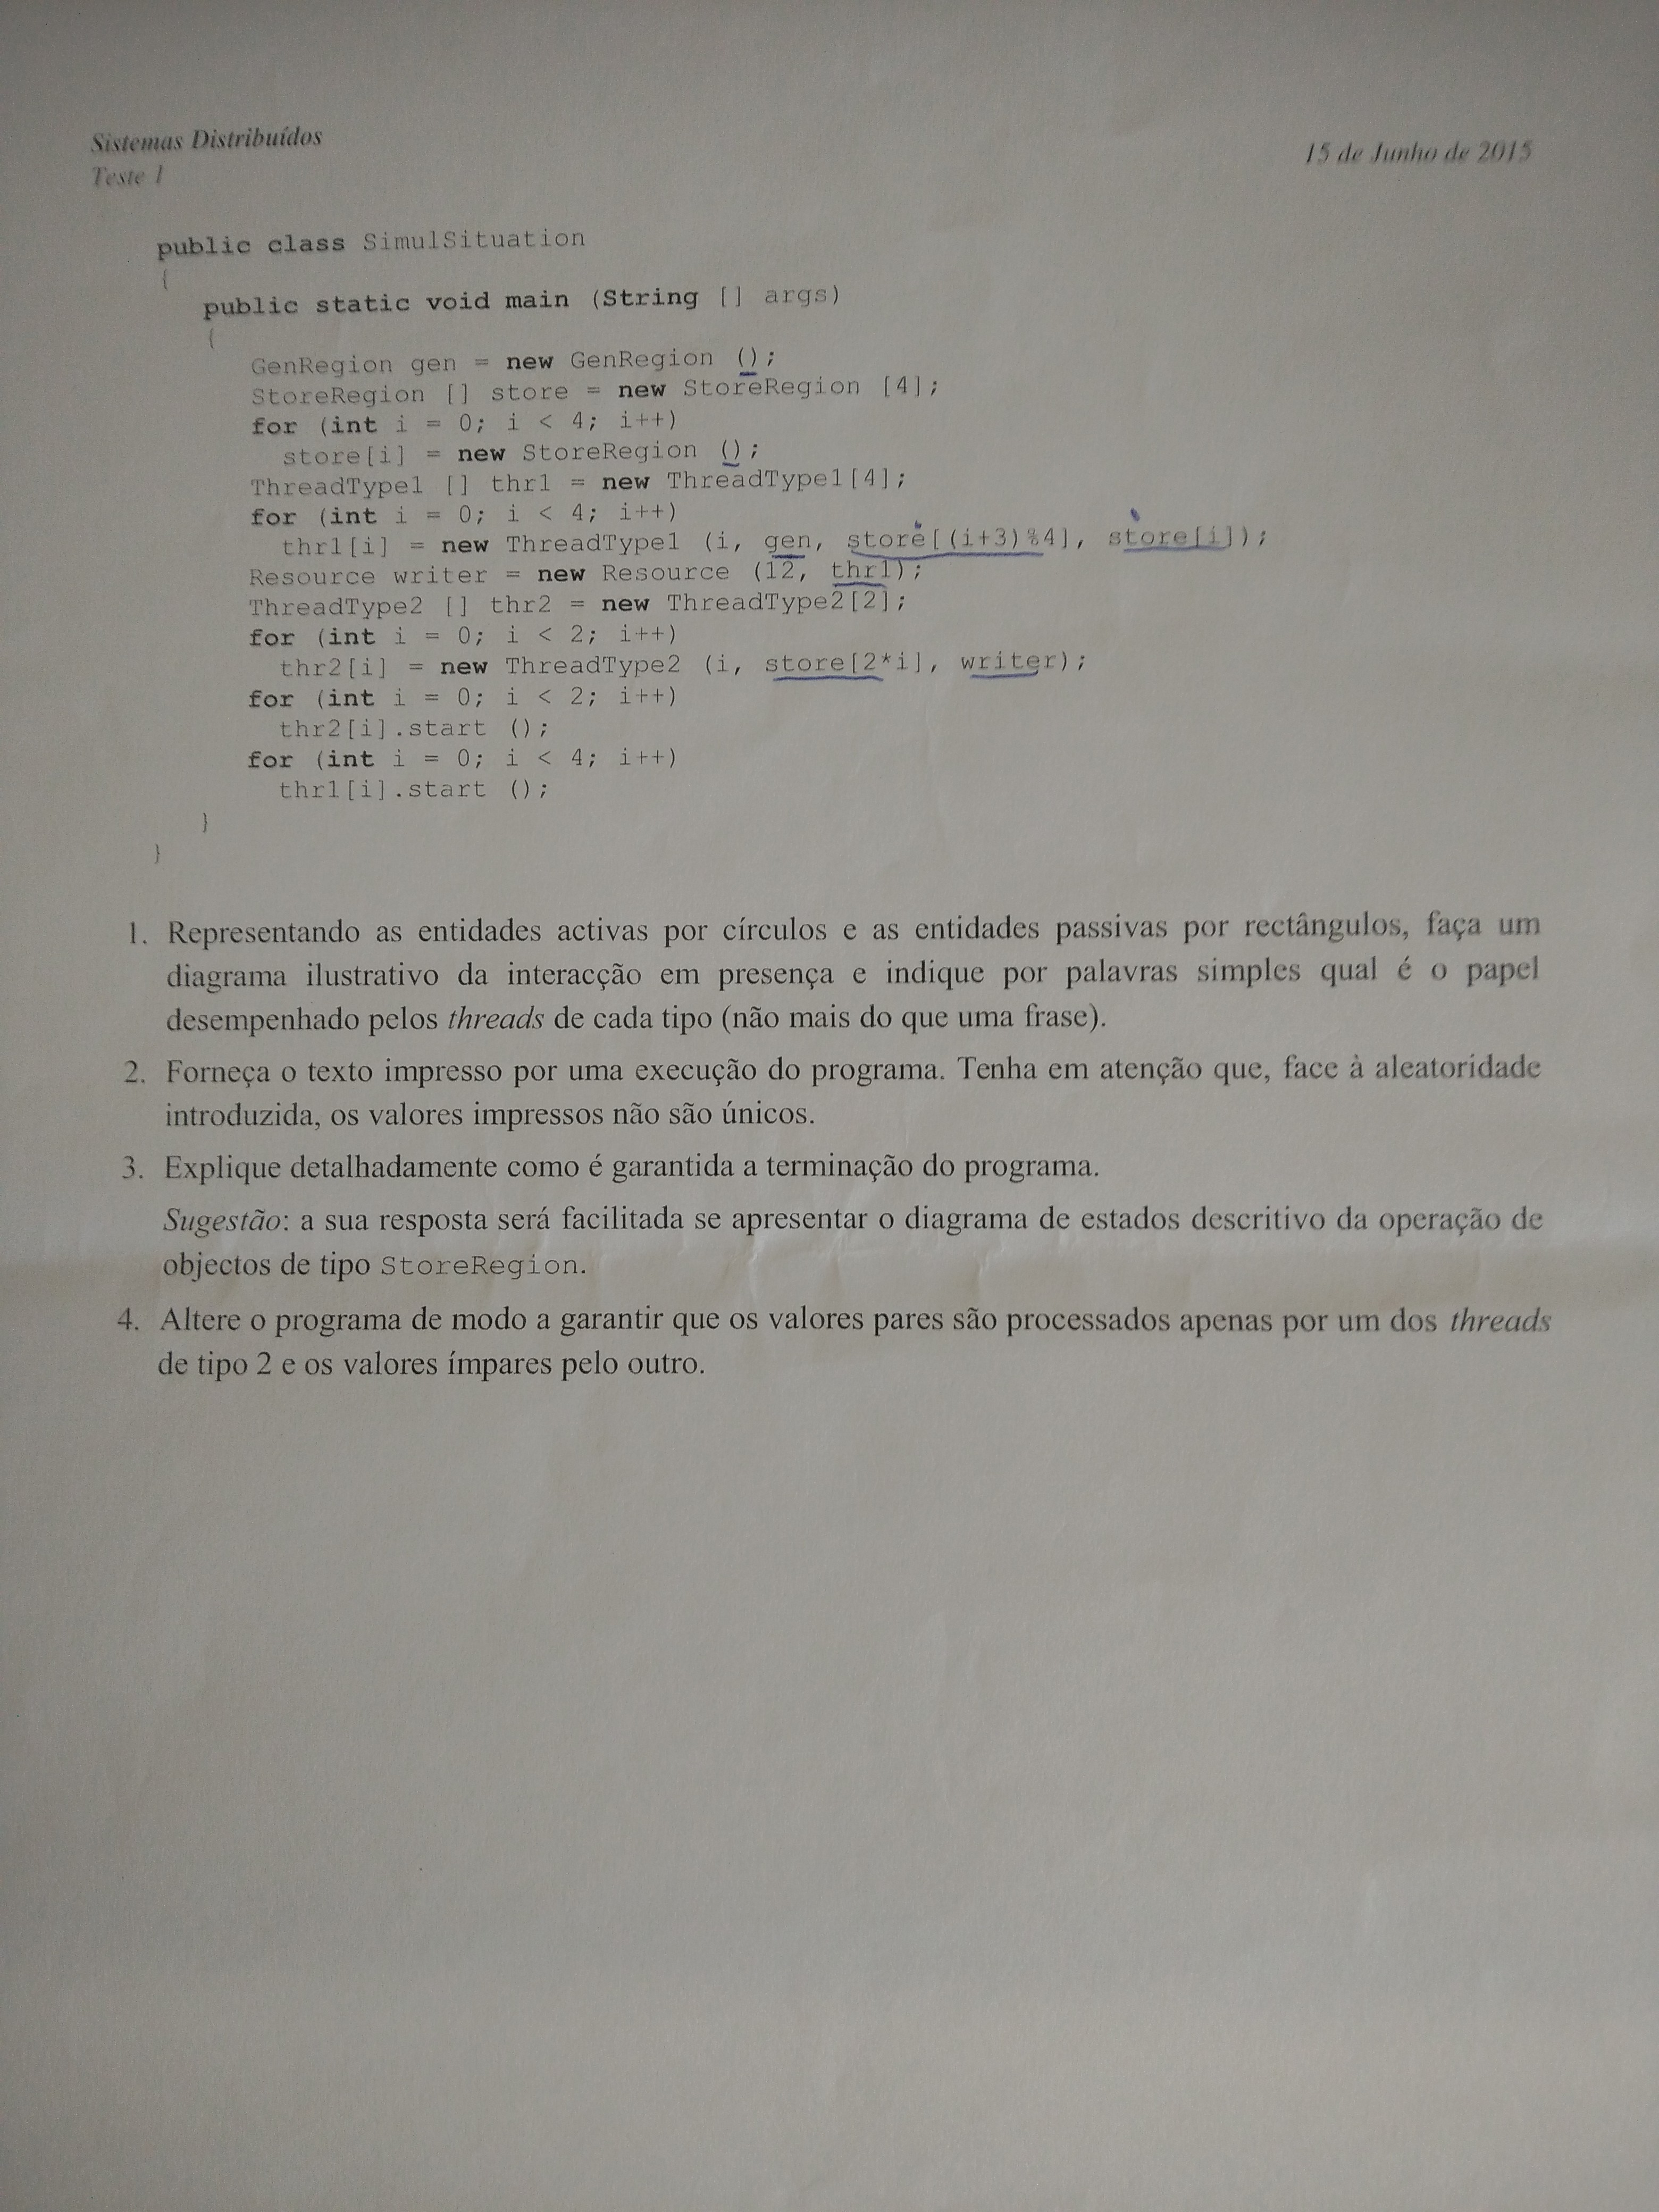 Sistemas Distribuídos
15 de Junho de 2015
Teste 1
public class SimulSituation
{
public static void main (String [] args)
{
GenRegion gen = new GenRegion ();
StoreRegion [] store = new StoreRegion [4];
for (int i = 0; i < 4; i++)
store[i] = new StoreRegion ();
ThreadType1 [] thr1 = new ThreadType1[4];
for (int i = 0; i < 4; i++)
thr1[i] = new ThreadType1 (i, gen, store[(i+3)%4], store[i]);
Resource writer = new Resource (12, thr1);
ThreadType2 [] thr2 = new ThreadType2[2];
for (int i = 0; i < 2; i++)
thr2[i] = new ThreadType2 (i, store[2*i], writer);
for (int i = 0; i < 2; i++)
thr2[i].start ();
for (int i = 0; i < 4; i++)
thr1[i].start ();
}
}
1. Representando as entidades activas por círculos e as entidades passivas por rectângulos, faça um
diagrama ilustrativo da interacção em presença e indique por palavras simples qual é o papel
desempenhado pelos threads de cada tipo (não mais do que uma frase).
2. Forneça o texto impresso por uma execução do programa. Tenha em atenção que, face à aleatoridade
introduzida, os valores impressos não são únicos.
3. Explique detalhadamente como é garantida a terminação do programa.
Sugestão: a sua resposta será facilitada se apresentar o diagrama de estados descritivo da operação de
objectos de tipo StoreRegion.
4. Altere o programa de modo a garantir que os valores pares são processados apenas por um dos threads
de tipo 2 e os valores ímpares pelo outro.